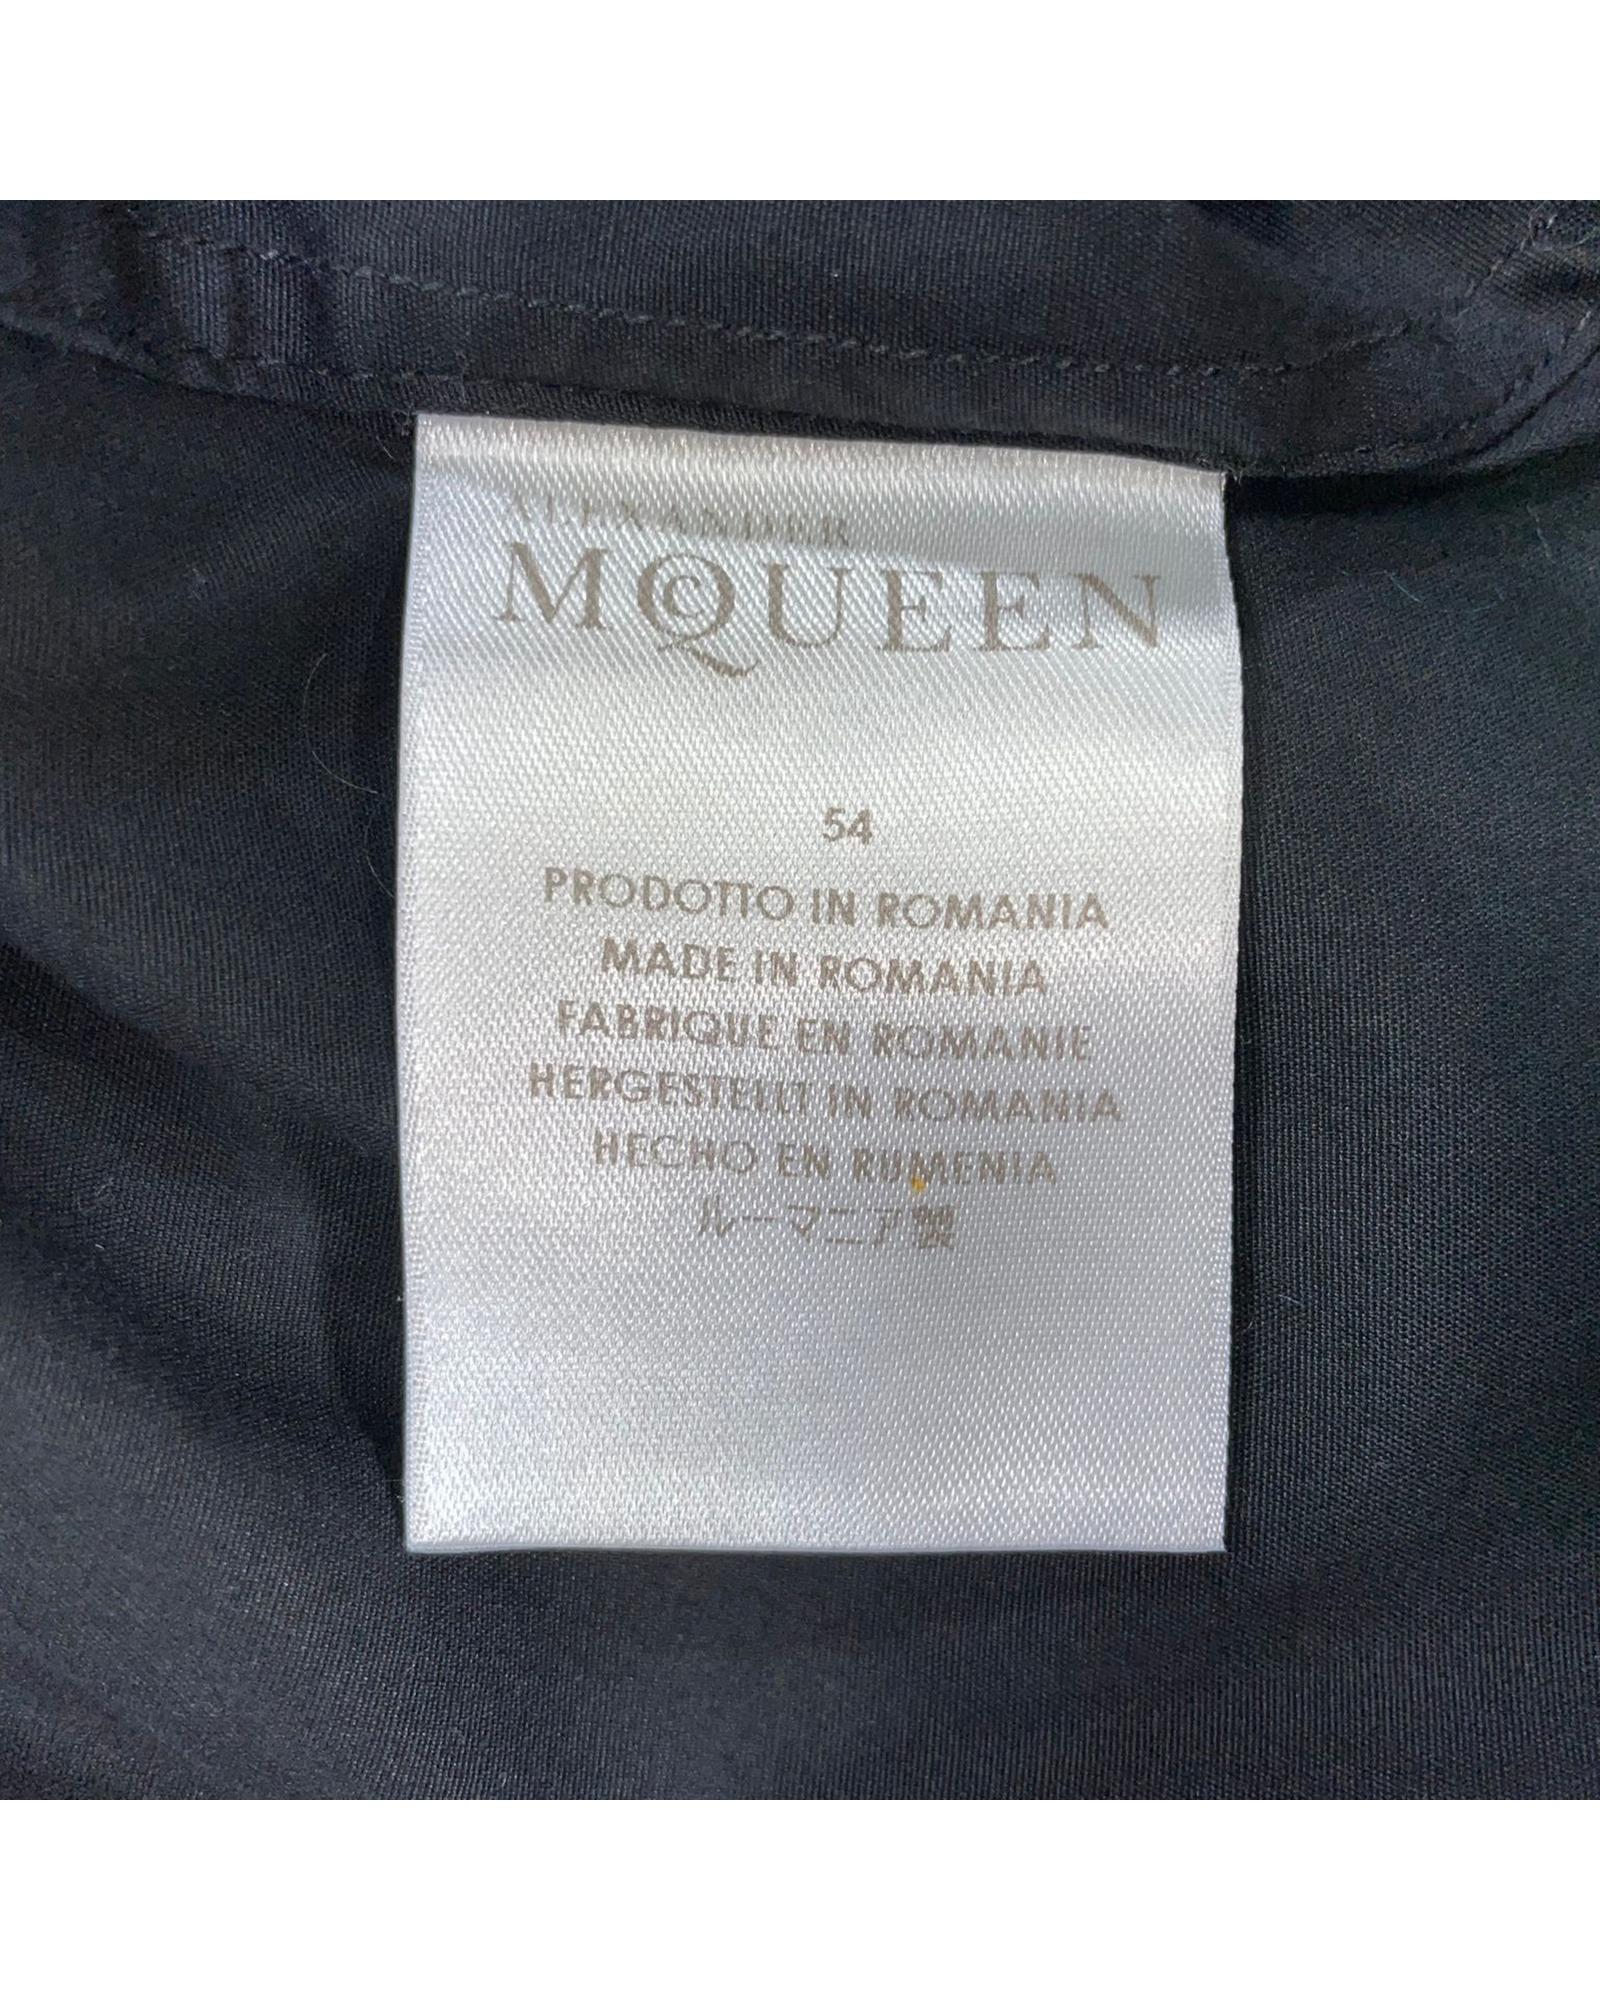 ALEXANDER
McQUEEN
54
PRODOTTO IN ROMANIA
MADE IN ROMANIA
FABRIQUE EN ROMANIE
HERGESTELLT IN ROMANIA
HECHO EN RUMENIA
ルーマニア製